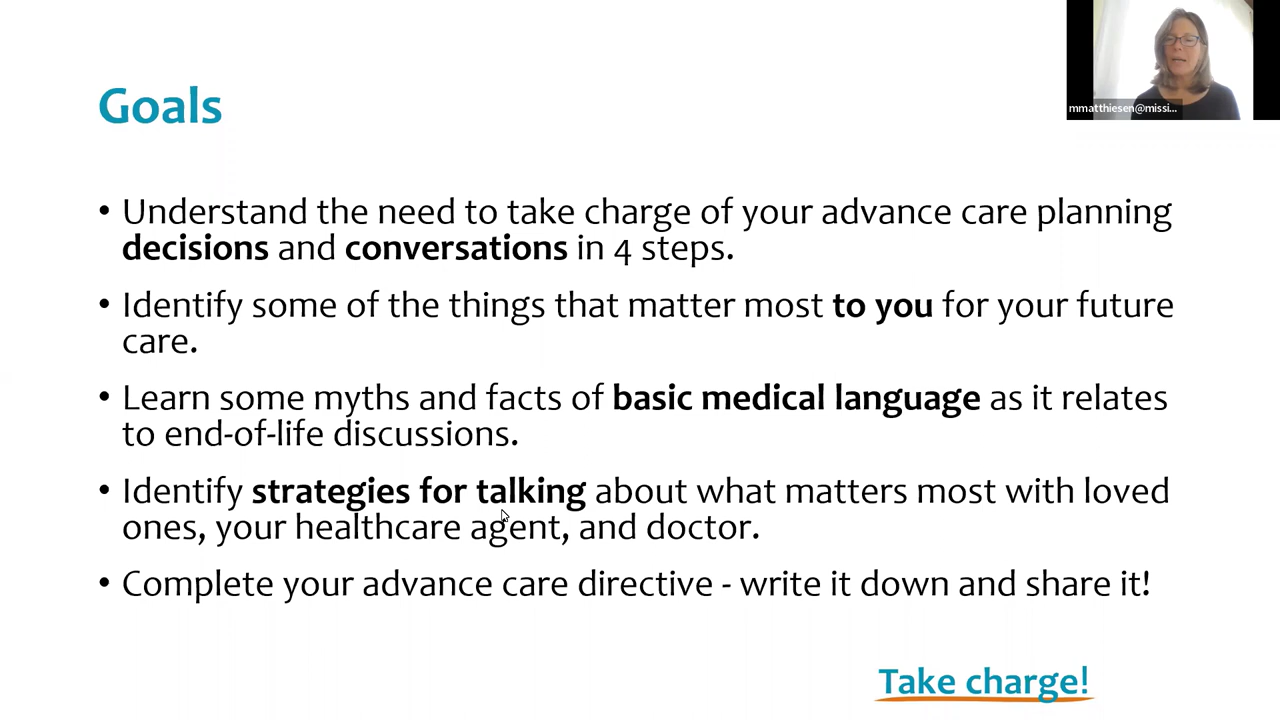 Goals
mmatthiesen@missi...
• Understand the need to take charge of your advance care planning
decisions and conversations in 4 steps.
• Identify some of the things that matter most to you for your future
care.
• Learn some myths and facts of basic medical language as it relates
to end-of-life discussions.
• Identify strategies for talking about what matters most with loved
ones, your healthcare agent, and doctor.
• Complete your advance care directive - write it down and share it!
Take charge!